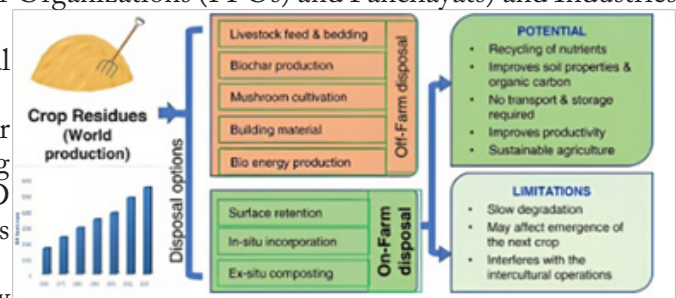 Organizations (FPOs) and Panchayats) and Industries
Crop Residues
(World
production)
Disposal options
Livestock feed & bedding
Biochar production
Mushroom cultivation
Building material
Bio energy production
Off-Farm disposal
Surface retention
In-situ incorporation
Ex-situ composting
On-Farm
disposal
POTENTIAL
• Recycling of nutrients
• Improves soil properties &
organic carbon
• No transport & storage
required
• Improves productivity
• Sustainable agriculture
LIMITATIONS
• Slow degradation
• May affect emergence of
the next crop
• Interferes with the
intercultural operations